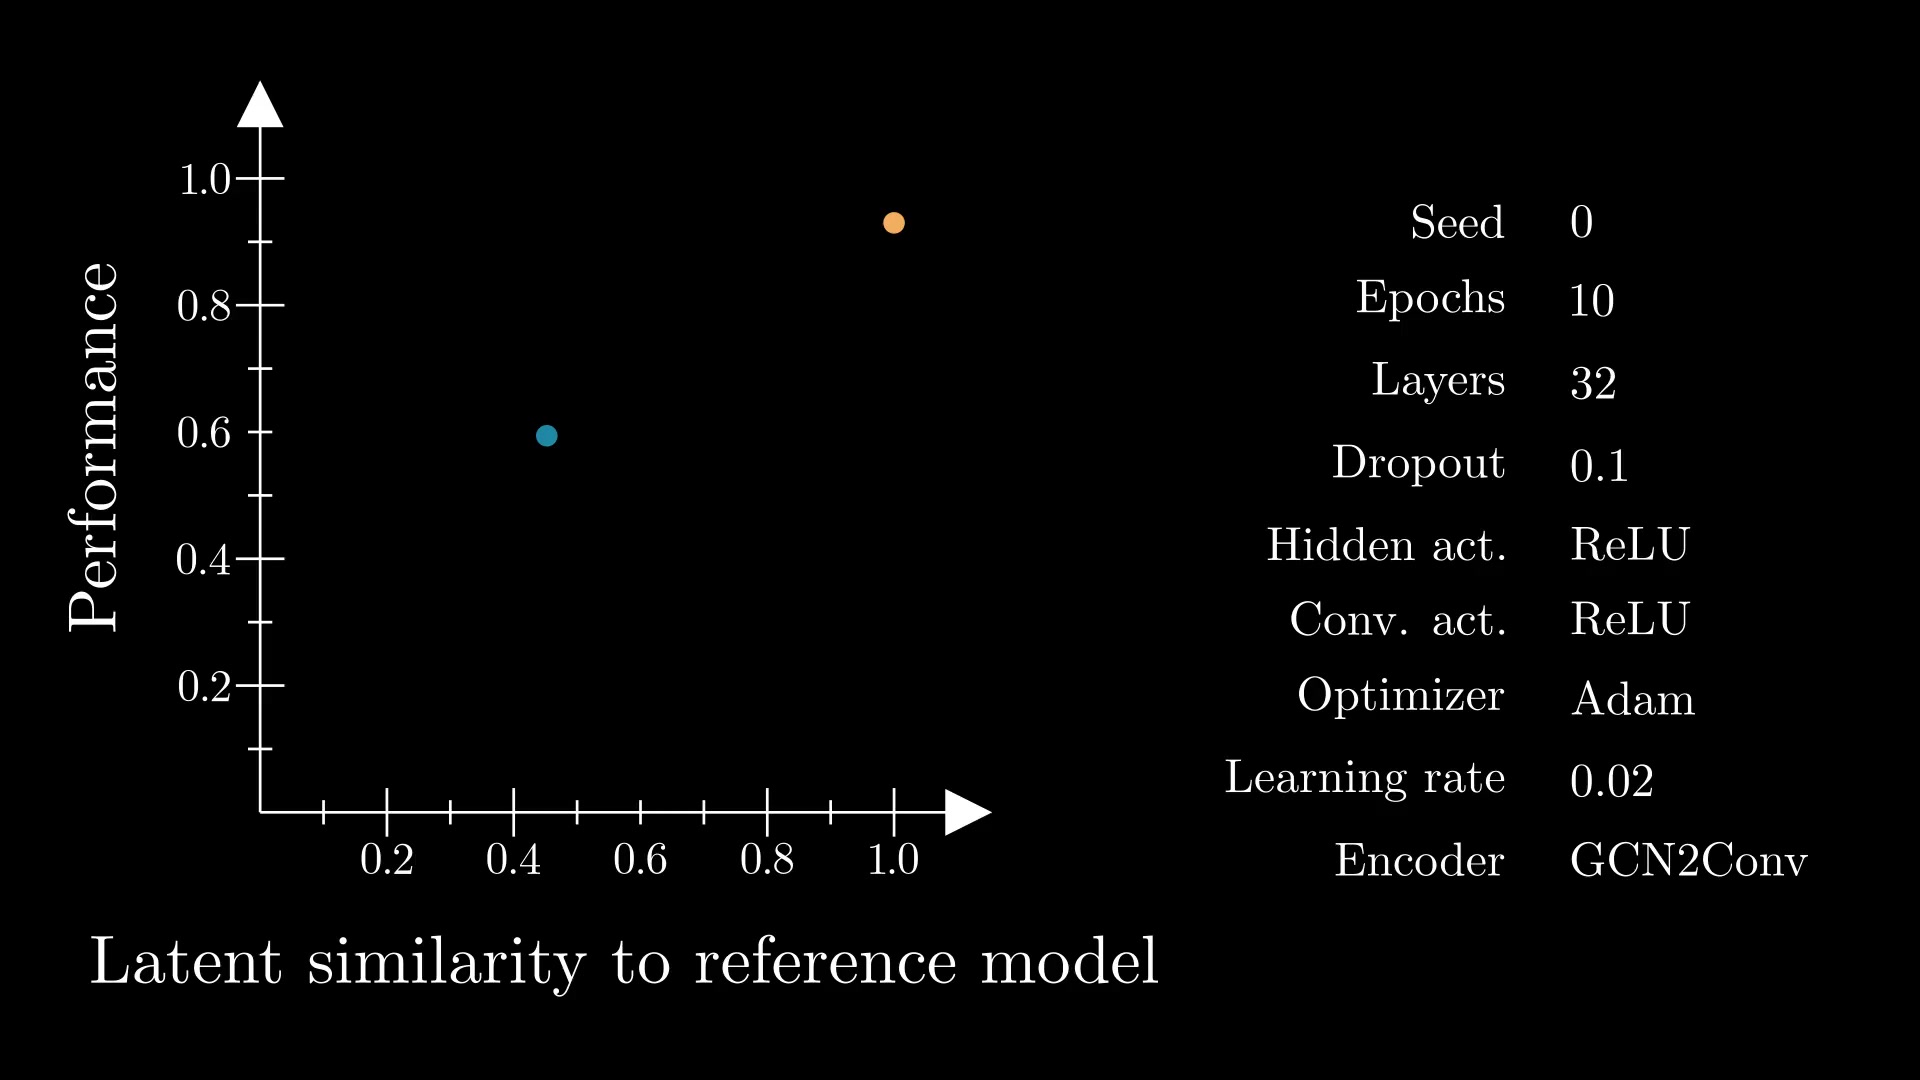 Performance
1.0
0.8
0.6
0.4
0.2
0.2 0.4 0.6 0.8 1.0
Latent similarity to reference model
Seed 0
Epochs 10
Layers 32
Dropout 0.1
Hidden act. ReLU
Conv. act. ReLU
Optimizer Adam
Learning rate 0.02
Encoder GCN2Conv